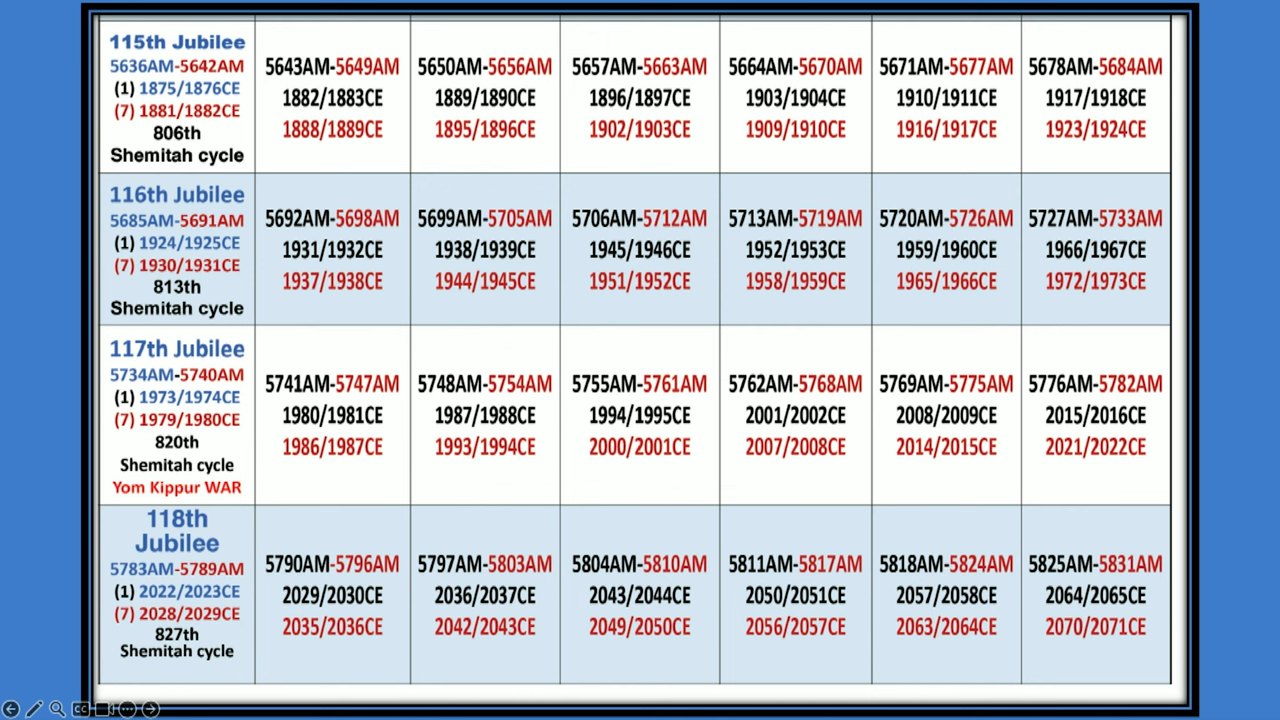 115th Jubilee
5636AM-5642AM
(1) 1875/1876CE
(7) 1881/1882CE
806th
Shemitah cycle
5643AM-5649AM
1882/1883CE
1888/1889CE
5650AM-5656AM
1889/1890CE
1895/1896CE
5657AM-5663AM
1896/1897CE
1902/1903CE
5664AM-5670AM
1903/1904CE
1909/1910CE
5671AM-5677AM
1910/1911CE
1916/1917CE
5678AM-5684AM
1917/1918CE
1923/1924CE
116th Jubilee
5685AM-5691AM
(1) 1924/1925CE
(7) 1930/1931CE
813th
Shemitah cycle
5692AM-5698AM
1931/1932CE
1937/1938CE
5699AM-5705AM
1938/1939CE
1944/1945CE
5706AM-5712AM
1945/1946CE
1951/1952CE
5713AM-5719AM
1952/1953CE
1958/1959CE
5720AM-5726AM
1959/1960CE
1965/1966CE
5727AM-5733AM
1966/1967CE
1972/1973CE
117th Jubilee
5734AM-5740AM
(1) 1973/1974CE
(7) 1979/1980CE
820th
Shemitah cycle
Yom Kippur WAR
5741AM-5747AM
1980/1981CE
1986/1987CE
5748AM-5754AM
1987/1988CE
1993/1994CE
5755AM-5761AM
1994/1995CE
2000/2001CE
5762AM-5768AM
2001/2002CE
2007/2008CE
5769AM-5775AM
2008/2009CE
2014/2015CE
5776AM-5782AM
2015/2016CE
2021/2022CE
118th
Jubilee
5783AM-5789AM
(1) 2022/2023CE
(7) 2028/2029CE
827th
Shemitah cycle
5790AM-5796AM
2029/2030CE
2035/2036CE
5797AM-5803AM
2036/2037CE
2042/2043CE
5804AM-5810AM
2043/2044CE
2049/2050CE
5811AM-5817AM
2050/2051CE
2056/2057CE
5818AM-5824AM
2057/2058CE
2063/2064CE
5825AM-5831AM
2064/2065CE
2070/2071CE
CC